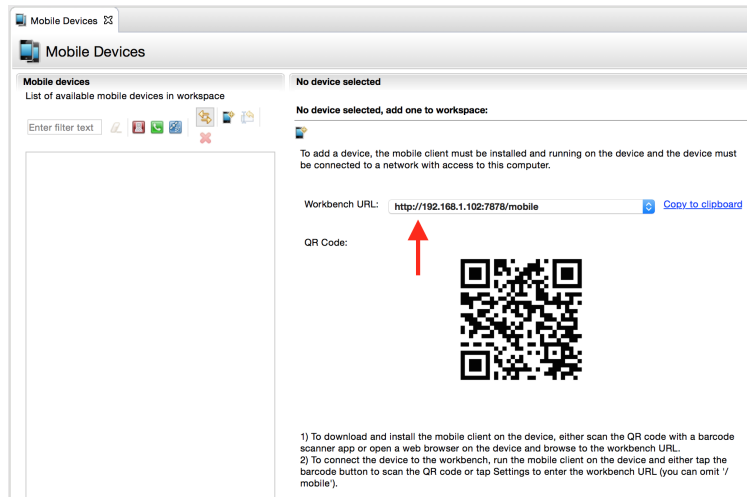 Mobile Devices
Mobile Devices
Mobile devices
List of available mobile devices in workspace
Enter filter text
No device selected
No device selected, add one to workspace:
To add a device, the mobile client must be installed and running on the device and the device must
be connected to a network with access to this computer.
Workbench URL: http://192.168.1.102:7878/mobile Copy to clipboard
QR Code:
1) To download and install the mobile client on the device, either scan the QR code with a barcode
scanner app or open a web browser on the device and browse to the workbench URL.
2) To connect the device to the workbench, run the mobile client on the device and either tap the
barcode button to scan the QR code or tap Settings to enter the workbench URL (you can omit '/
mobile').